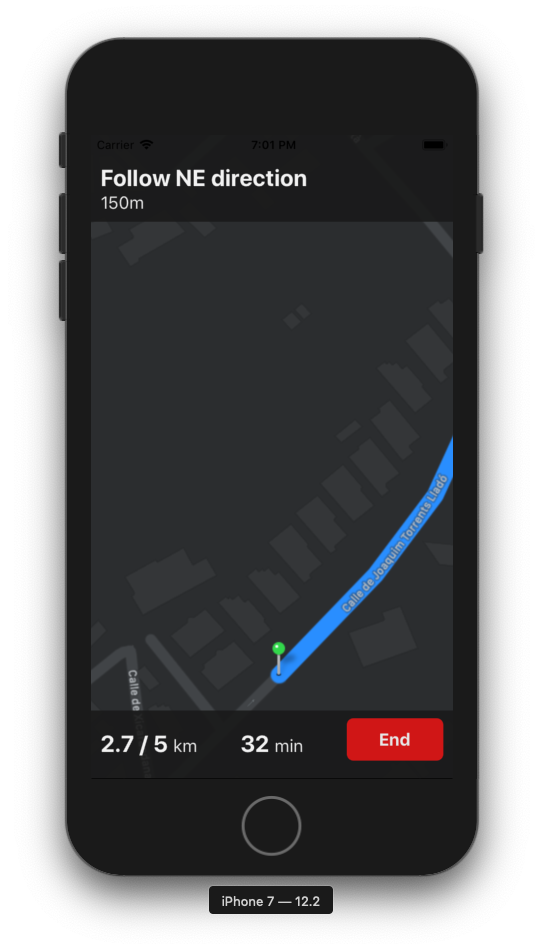 Carrier 7:01 PM
Follow NE direction
150m
Calle de Joaquim Torrents Lladó
Calle de
2.7 / 5 km 32 min End
iPhone 7 — 12.2